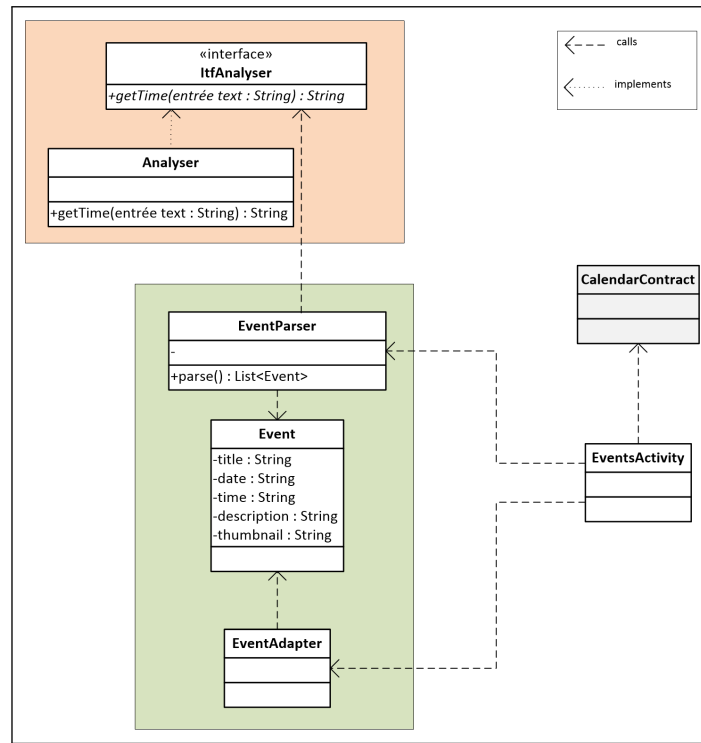 «interface»
ItfAnalyser
+getTime(entrée text : String) : String
Analyser
+getTime(entrée text : String) : String
calls
implements
CalendarContract
EventParser
-
+parse() : List<Event>
Event
-title : String
-date : String
-time : String
-description : String
-thumbnail : String
EventsActivity
EventAdapter